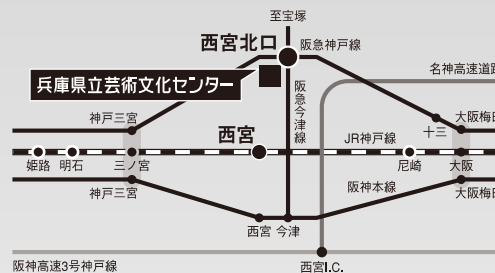 至宝塚
西宮北口
阪急神戸線
兵庫県立芸術文化センター
阪急今津線
名神高速道路
神戸三宮
十三
大阪梅田
西宮
JR神戸線
姫路
明石
三ノ宮
尼崎
大阪
神戸三宮
阪神本線
大阪梅田
西宮
今津
阪神高速3号神戸線
西宮I.C.